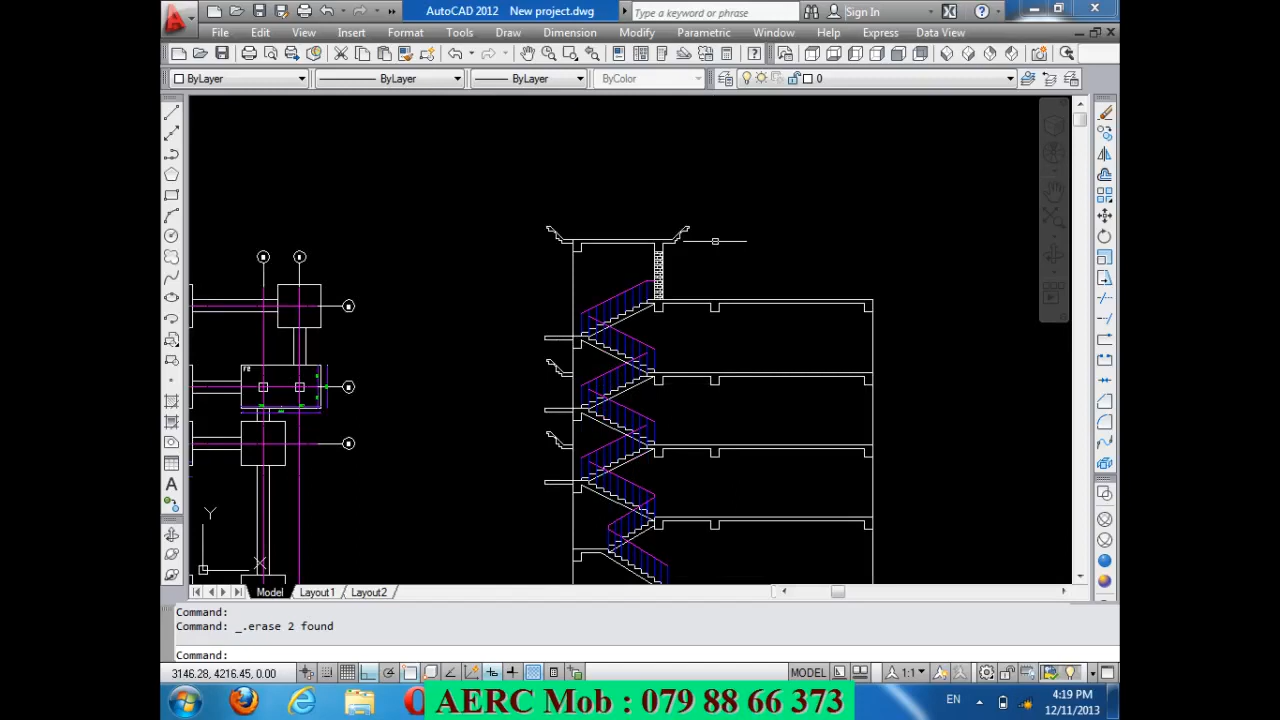 AutoCAD 2012 New project.dwg
Type a keyword or phrase
Sign In
File Edit View Insert Format Tools Draw Dimension Modify Parametric Window Help Express Data View
ByLayer ByLayer ByLayer ByColor 0
Y
X
A
Model Layout1 Layout2
Command:
Command: _.erase 2 found
Command:
3146.28, 4216.45, 0.00
MODEL
1:1
AERC Mob : 079 88 66 373
EN
4:19 PM
12/11/2013